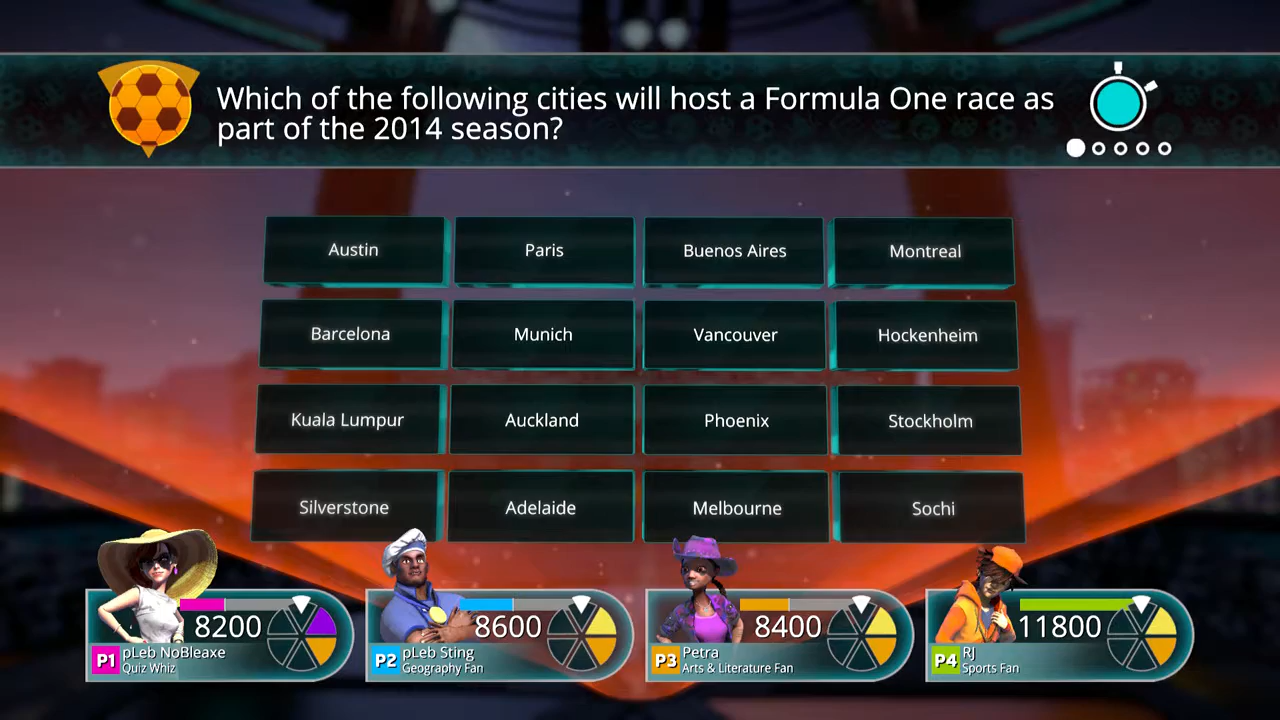 Which of the following cities will host a Formula One race as
part of the 2014 season?
Austin
Paris
Buenos Aires
Montreal
Barcelona
Munich
Vancouver
Hockenheim
Kuala Lumpur
Auckland
Phoenix
Stockholm
Silverstone
Adelaide
Melbourne
Sochi
8200
P1
pLeb NoBleaxe
Quiz Whiz
8600
P2
pLeb Sting
Geography Fan
8400
P3
Petra
Arts & Literature Fan
11800
P4
RJ
Sports Fan